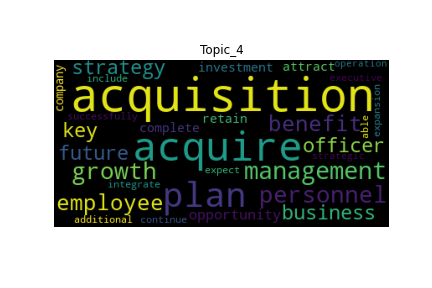 Topic_4
company
strategy
include
investment
attract
operation
executive
acquisition
successfully
key
complete
retain
benefit
able
expansion
future
acquire
officer
strategic
growth
integrate
expect
management
employee
plan
personnel
additional
continue
opportunity
business